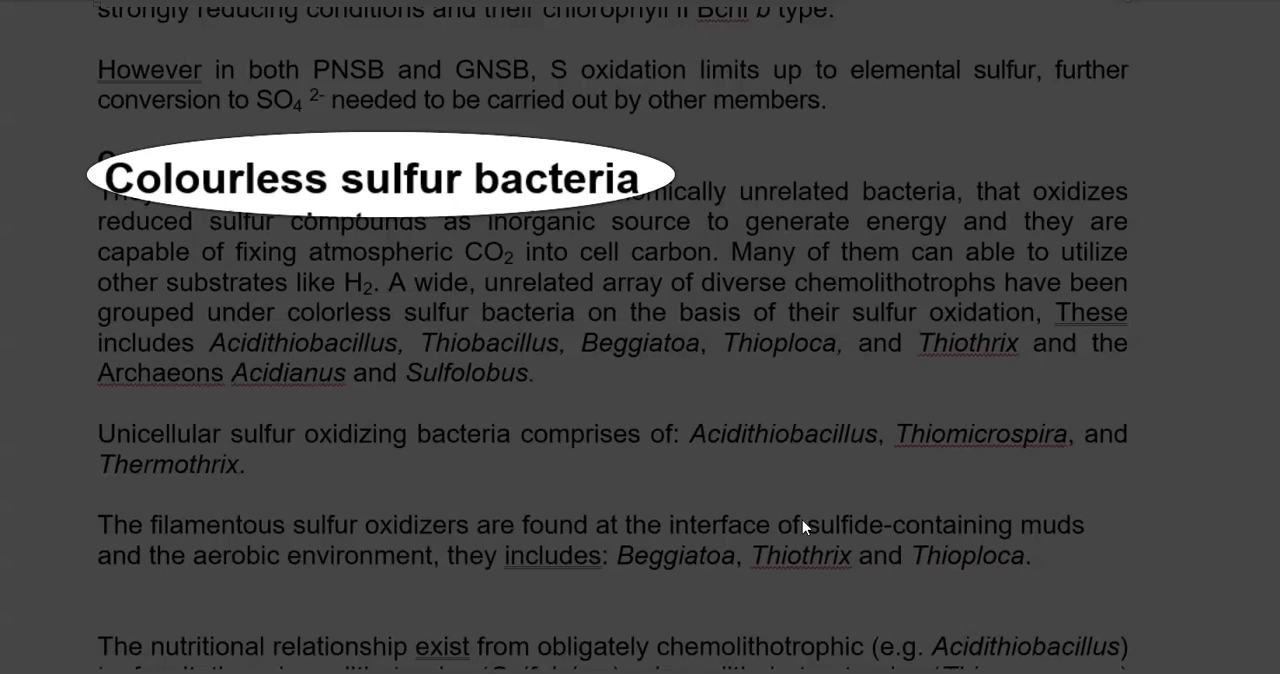 strongly reducing conditions and their chlorophyll if Bchl b type.
However in both PNSB and GNSB, S oxidation limits up to elemental sulfur, further
conversion to SO4 2- needed to be carried out by other members.
Colourless sulfur bacteria
mically unrelated bacteria, that oxidizes
reduced sulfur compounds as inorganic source to generate energy and they are
capable of fixing atmospheric CO2 into cell carbon. Many of them can able to utilize
other substrates like H2. A wide, unrelated array of diverse chemolithotrophs have been
grouped under colorless sulfur bacteria on the basis of their sulfur oxidation, These
includes Acidithiobacillus, Thiobacillus, Beggiatoa, Thioploca, and Thiothrix and the
Archaeons Acidianus and Sulfolobus.
Unicellular sulfur oxidizing bacteria comprises of: Acidithiobacillus, Thiomicrospira, and
Thermothrix.
The filamentous sulfur oxidizers are found at the interface of sulfide-containing muds
and the aerobic environment, they includes: Beggiatoa, Thiothrix and Thioploca.
The nutritional relationship exist from obligately chemolithotrophic (e.g. Acidithiobacillus)